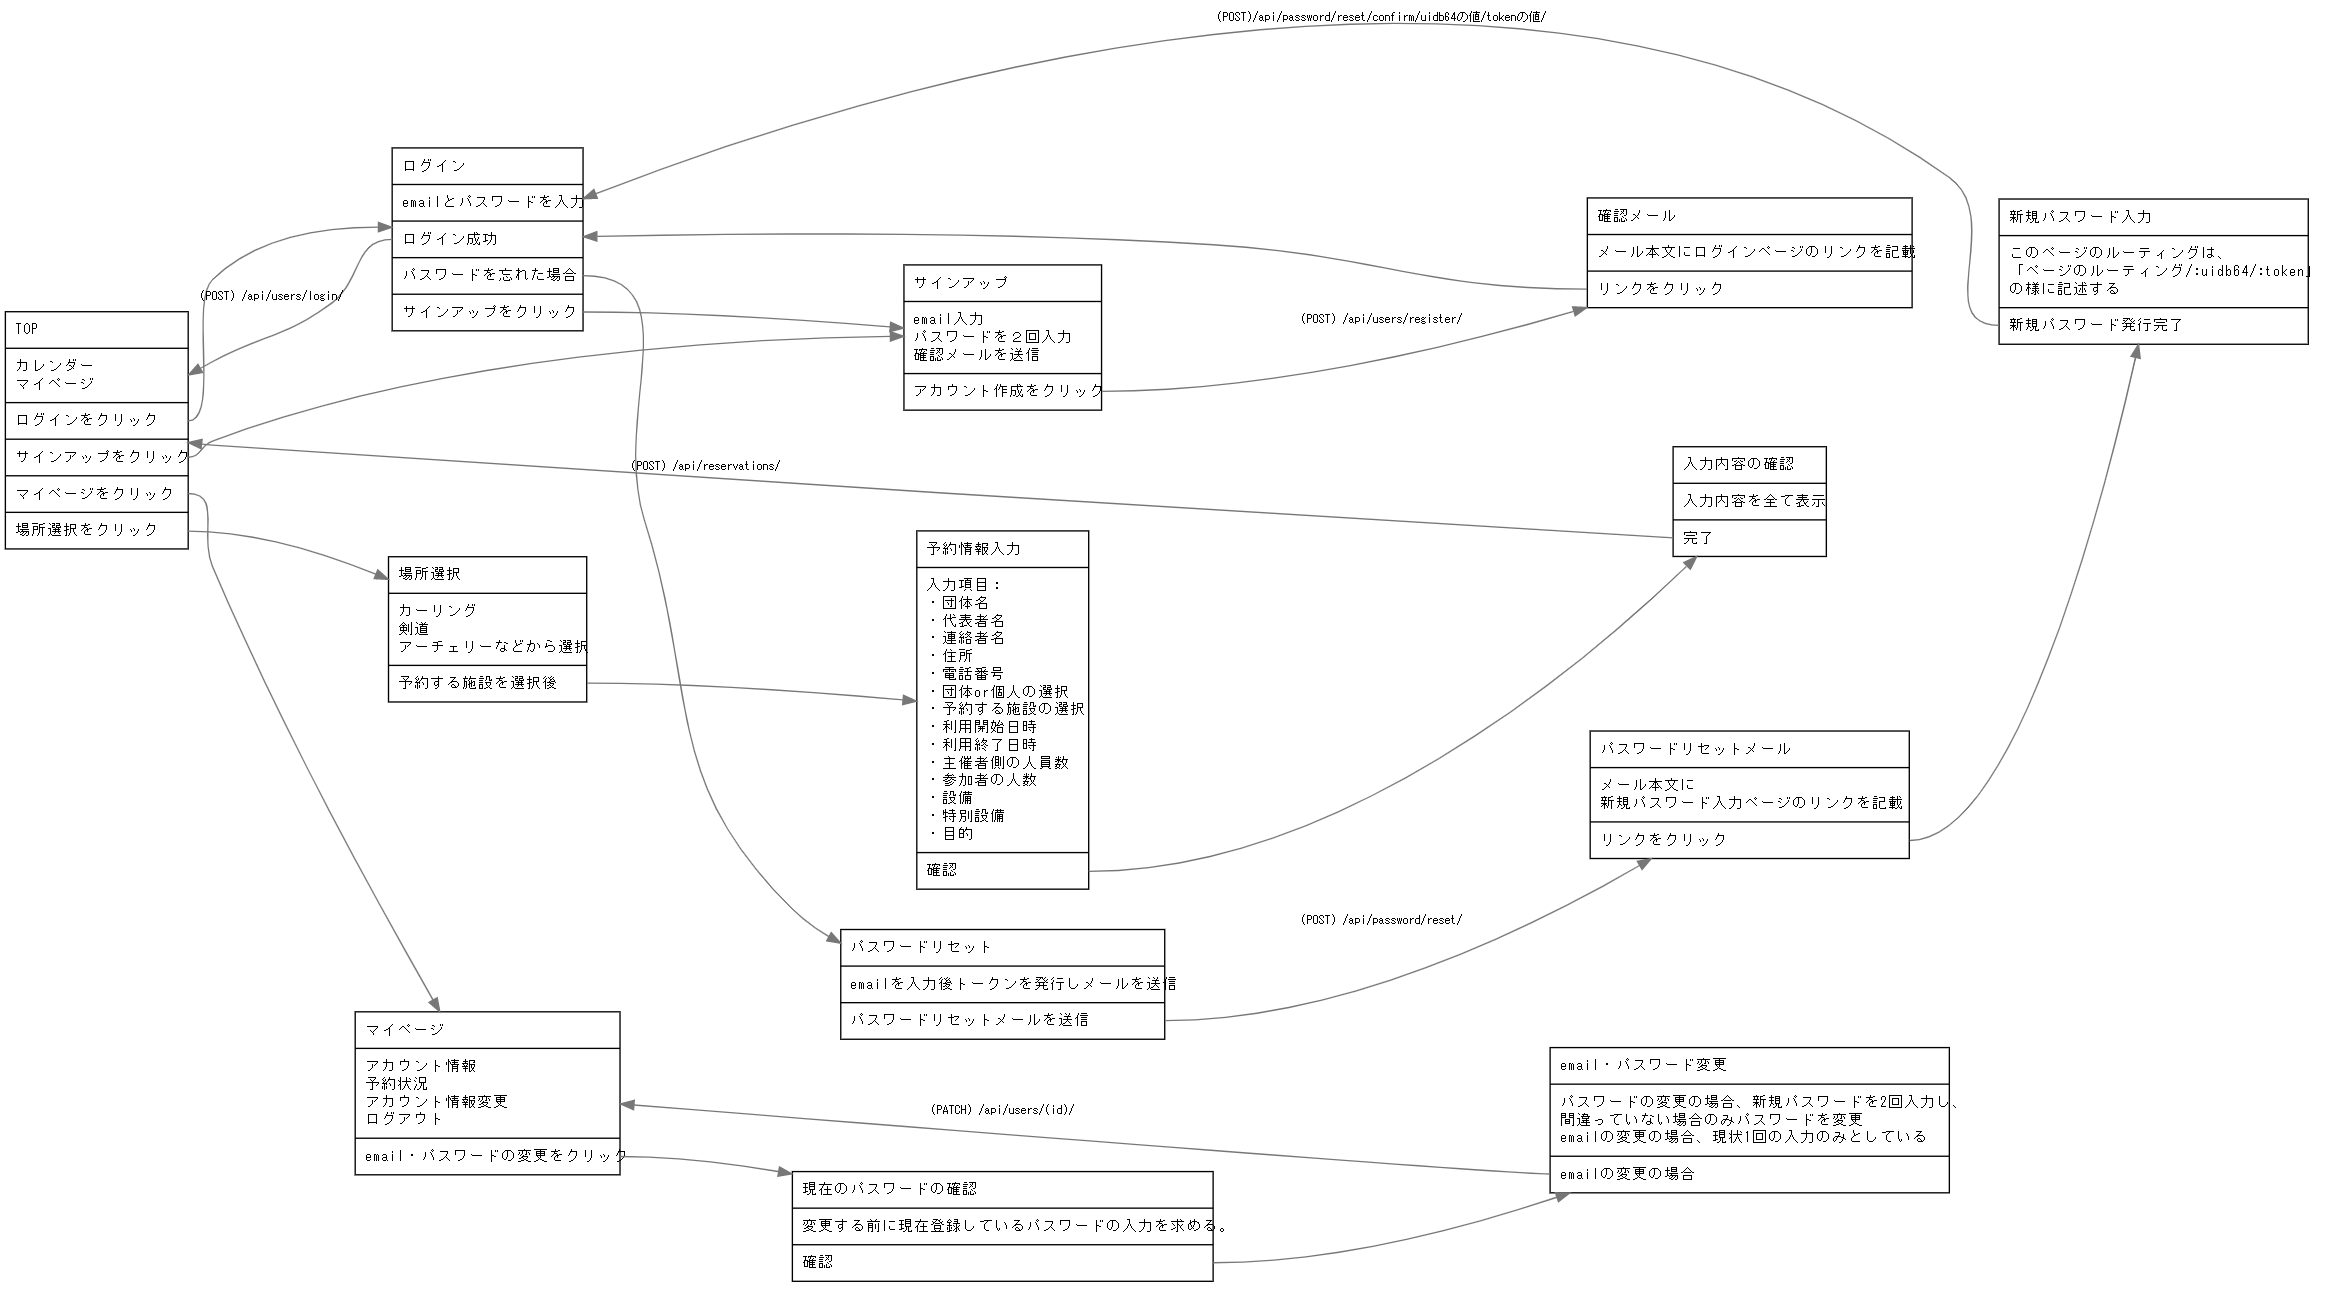 (POST)/api/password/reset/confirm/uidb64の値/tokenの値/
ログイン
emailとパスワードを入力
ログイン成功
パスワードを忘れた場合
サインアップをクリック
(POST) /api/users/login/
TOP
カレンダー
マイページ
ログインをクリック
サインアップをクリック
マイページをクリック
場所選択をクリック
サインアップ
email入力
パスワードを２回入力
確認メールを送信
アカウント作成をクリック
(POST) /api/users/register/
確認メール
メール本文にログインページのリンクを記載
リンクをクリック
新規パスワード入力
このページのルーティングは、
「ページのルーティング/:uidb64/:token」
の様に記述する
新規パスワード発行完了
(POST) /api/reservations/
入力内容の確認
入力内容を全て表示
完了
場所選択
カーリング
剣道
アーチェリーなどから選択
予約する施設を選択後
予約情報入力
入力項目：
・団体名
・代表者名
・連絡者名
・住所
・電話番号
・団体or個人の選択
・予約する施設の選択
・利用開始日時
・利用終了日時
・主催者側の人員数
・参加者の人数
・設備
・特別設備
・目的
確認
パスワードリセットメール
メール本文に
新規パスワード入力ページのリンクを記載
リンクをクリック
(POST) /api/password/reset/
パスワードリセット
emailを入力後トークンを発行しメールを送信
パスワードリセットメールを送信
マイページ
アカウント情報
予約状況
アカウント情報変更
ログアウト
email・パスワードの変更をクリック
(PATCH) /api/users/(id)/
email・パスワード変更
パスワードの変更の場合、新規パスワードを2回入力し、
間違っていない場合のみパスワードを変更
emailの変更の場合、現状1回の入力のみとしている
emailの変更の場合
現在のパスワードの確認
変更する前に現在登録しているパスワードの入力を求める。
確認